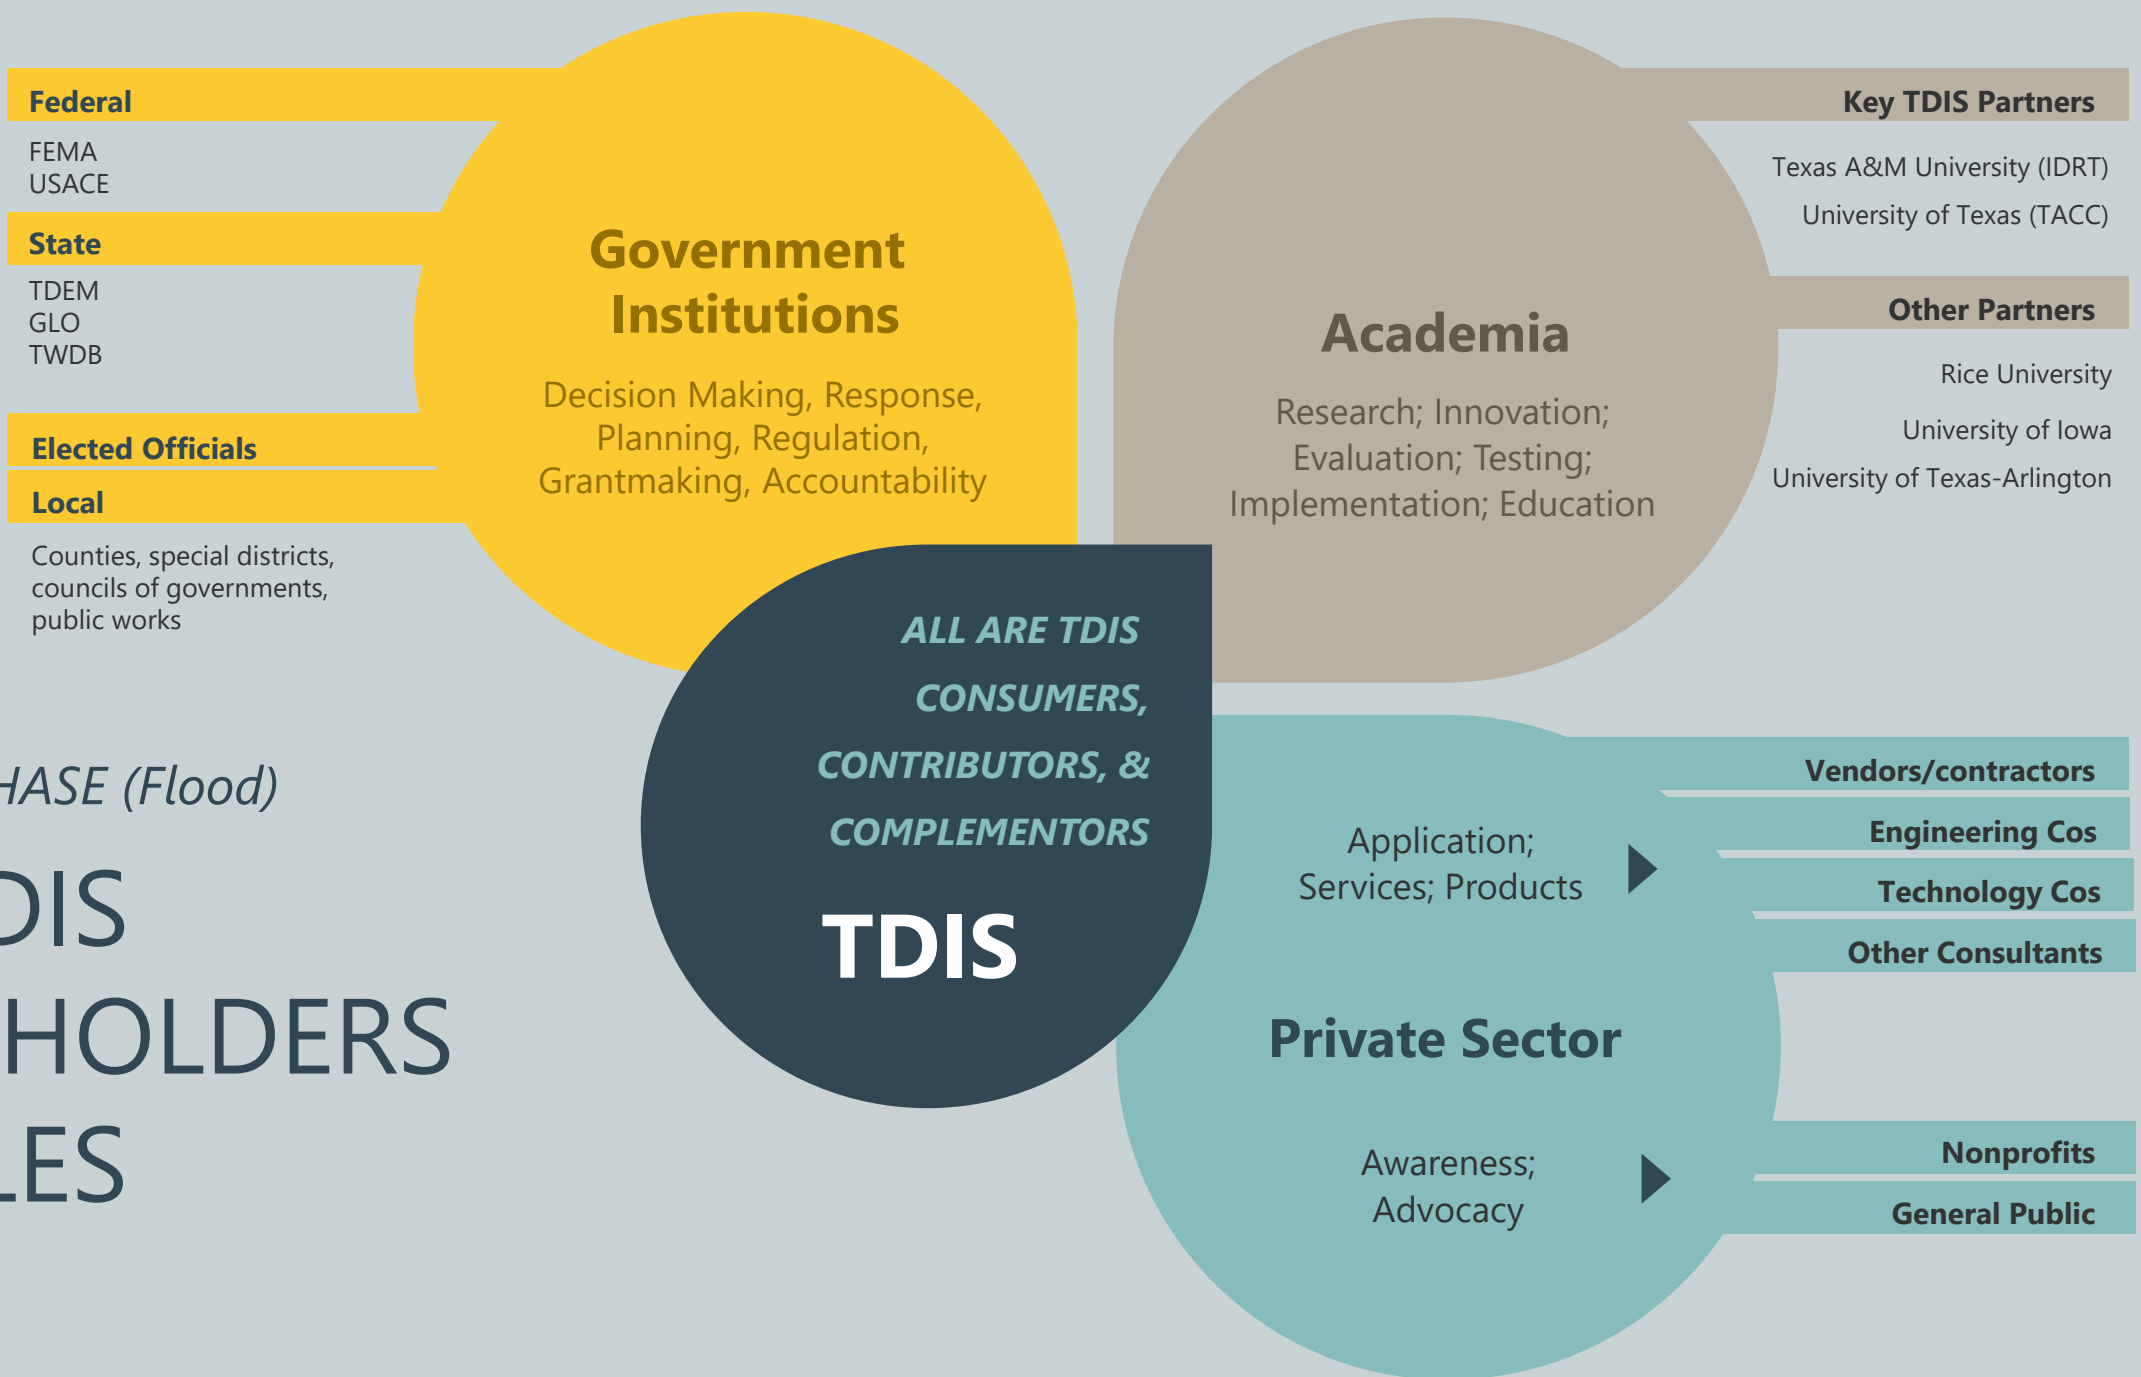 Federal
FEMA
USACE
State
TDEM
GLO
TWDB
Elected Officials
Local
Counties, special districts,
councils of governments,
public works
Government
Institutions
Decision Making, Response,
Planning, Regulation,
Grantmaking, Accountability
Academia
Research; Innovation;
Evaluation; Testing;
Implementation; Education
Key TDIS Partners
Texas A&M University (IDRT)
University of Texas (TACC)
Other Partners
Rice University
University of Iowa
University of Texas-Arlington
ALL ARE TDIS
CONSUMERS,
CONTRIBUTORS, &
COMPLEMENTORS
TDIS
HASE (Flood)
DIS
HOLDERS
LES
Application;
Services; Products
Private Sector
Awareness;
Advocacy
Vendors/contractors
Engineering Cos
Technology Cos
Other Consultants
Nonprofits
General Public